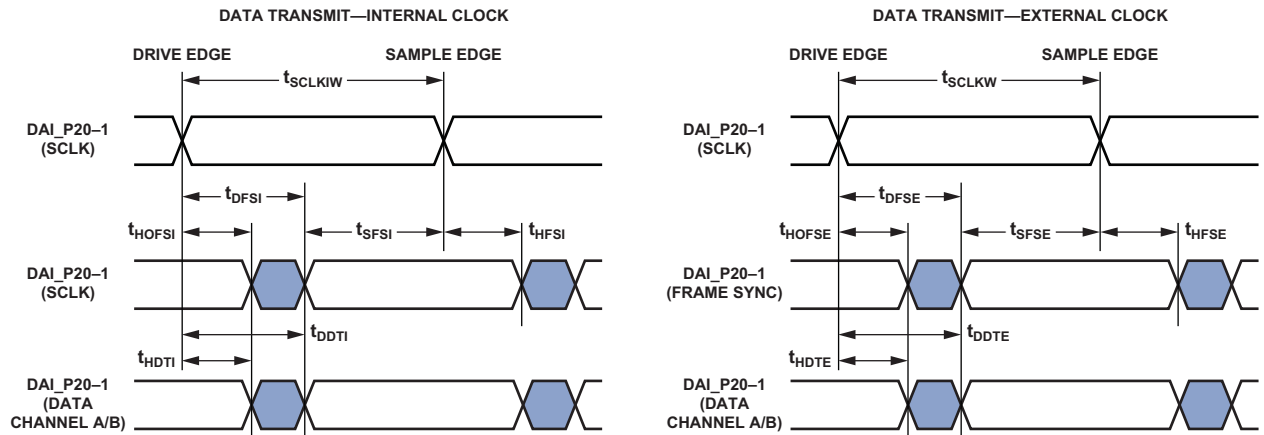 DATA TRANSMIT—INTERNAL CLOCK
DRIVE EDGE
SAMPLE EDGE
tSCLKIW
DAI_P20–1
(SCLK)
tDFSI
tHOFSI
tSFSI
tHFSI
DAI_P20–1
(SCLK)
tDDTI
tHDTI
DAI_P20–1
(DATA
CHANNEL A/B)
DATA TRANSMIT—EXTERNAL CLOCK
DRIVE EDGE
SAMPLE EDGE
tSCLKW
DAI_P20–1
(SCLK)
tDFSE
tHOFSE
tSFSE
tHFSE
DAI_P20–1
(FRAME SYNC)
tDDTE
tHDTE
DAI_P20–1
(DATA
CHANNEL A/B)